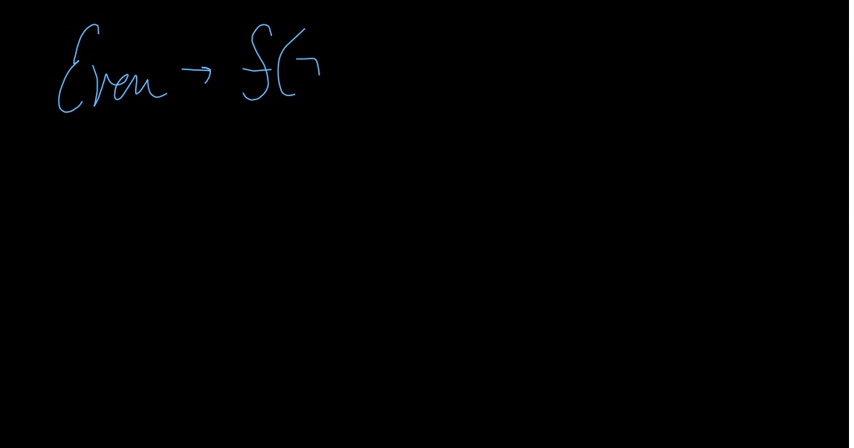 Even → f(-